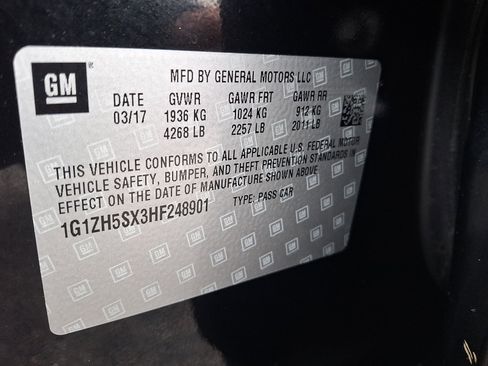 GM
MFD BY GENERAL MOTORS LLC
DATE GVWR GAWR FRT GAWR RR
03/17 1936 KG 1024 KG 912 KG
4268 LB 2257 LB 2011 LB
THIS VEHICLE CONFORMS TO ALL APPLICABLE U.S. FEDERAL MOTOR
VEHICLE SAFETY, BUMPER, AND THEFT PREVENTION STANDARDS IN
EFFECT ON THE DATE OF MANUFACTURE SHOWN ABOVE.
1G1ZH5SX3HF248901 TYPE: PASS CAR